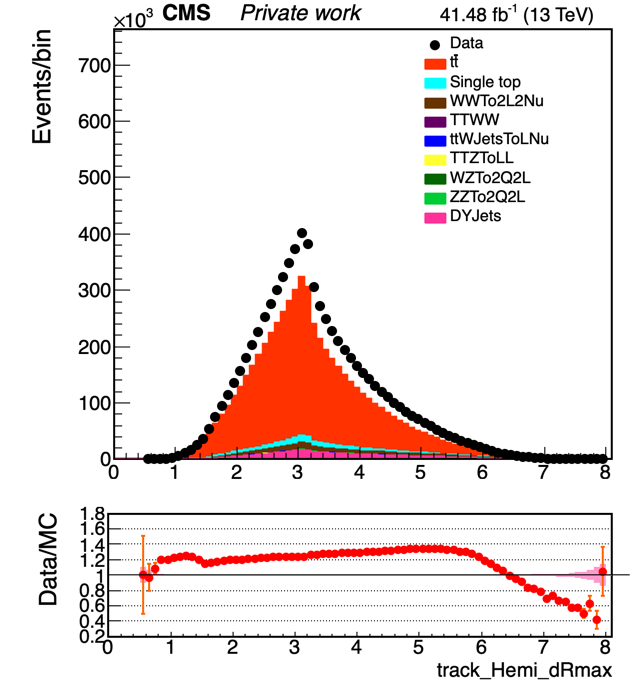 ×10³ CMS Private work 41.48 fb⁻¹ (13 TeV)
Events/bin
700
600
500
400
300
200
100
0
0 1 2 3 4 5 6 7 8
Data
tt̄
Single top
WWTo2L2Nu
TTWW
ttWJetsToLNu
TTZToLL
WZTo2Q2L
ZZTo2Q2L
DYJets
Data/MC
1.8
1.6
1.4
1.2
1
0.8
0.6
0.4
0.2
0 1 2 3 4 5 6 7 8
track_Hemi_dRmax